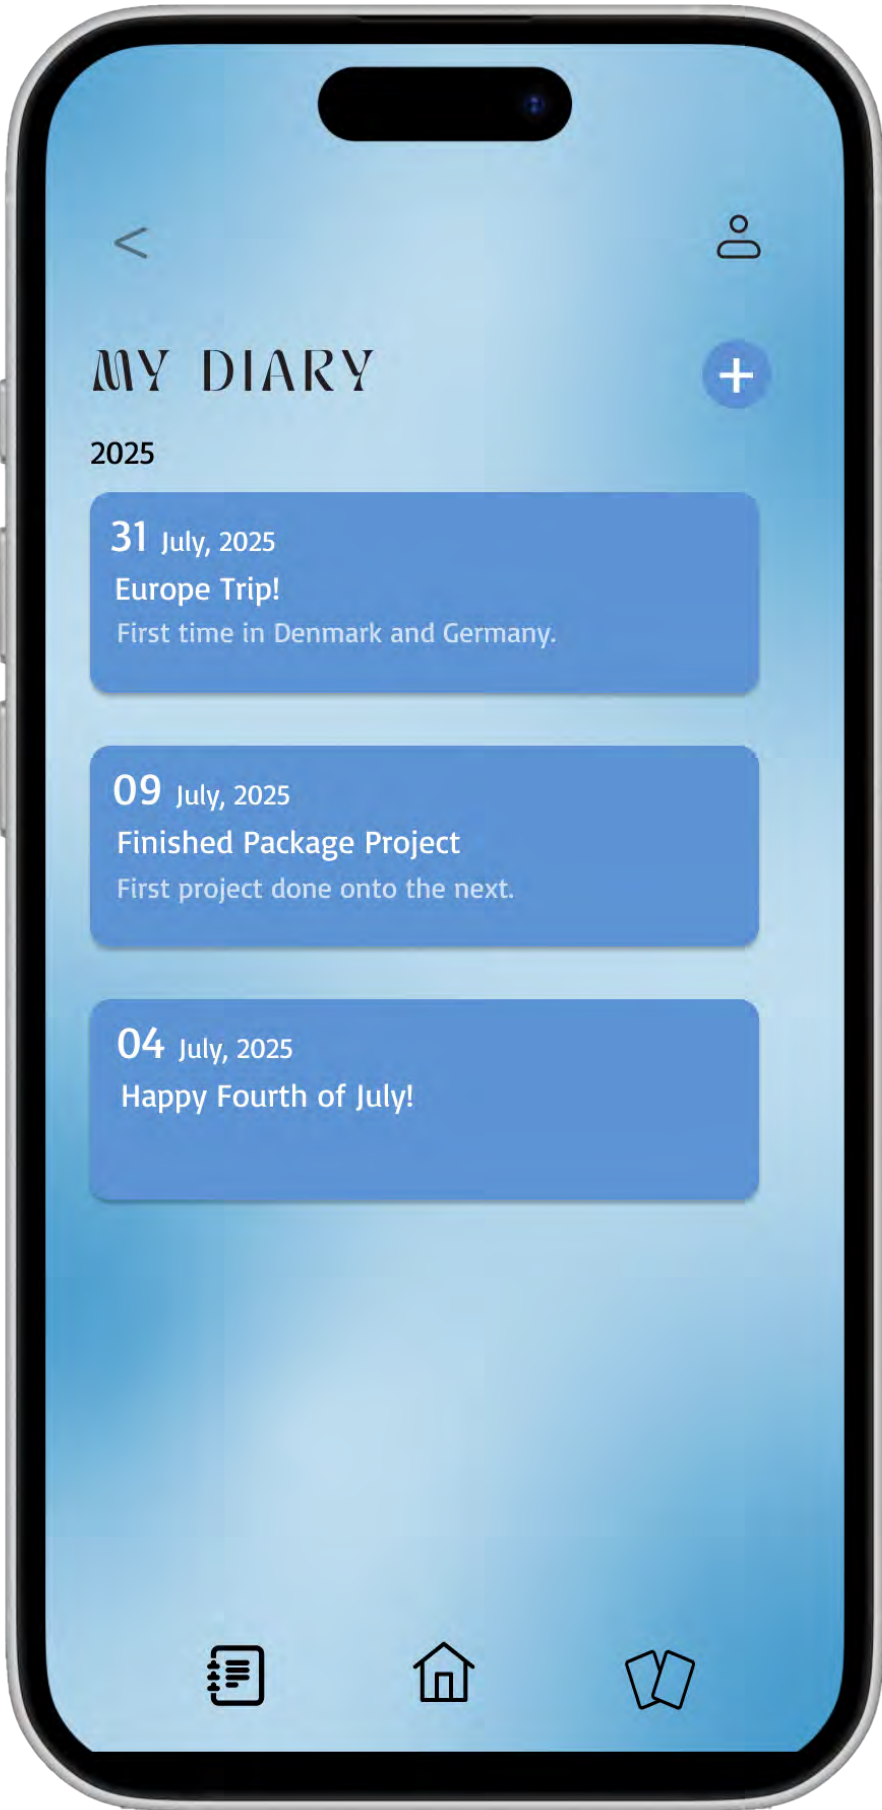 <
MY DIARY
+
2025
31 July, 2025
Europe Trip!
First time in Denmark and Germany.
09 July, 2025
Finished Package Project
First project done onto the next.
04 July, 2025
Happy Fourth of July!